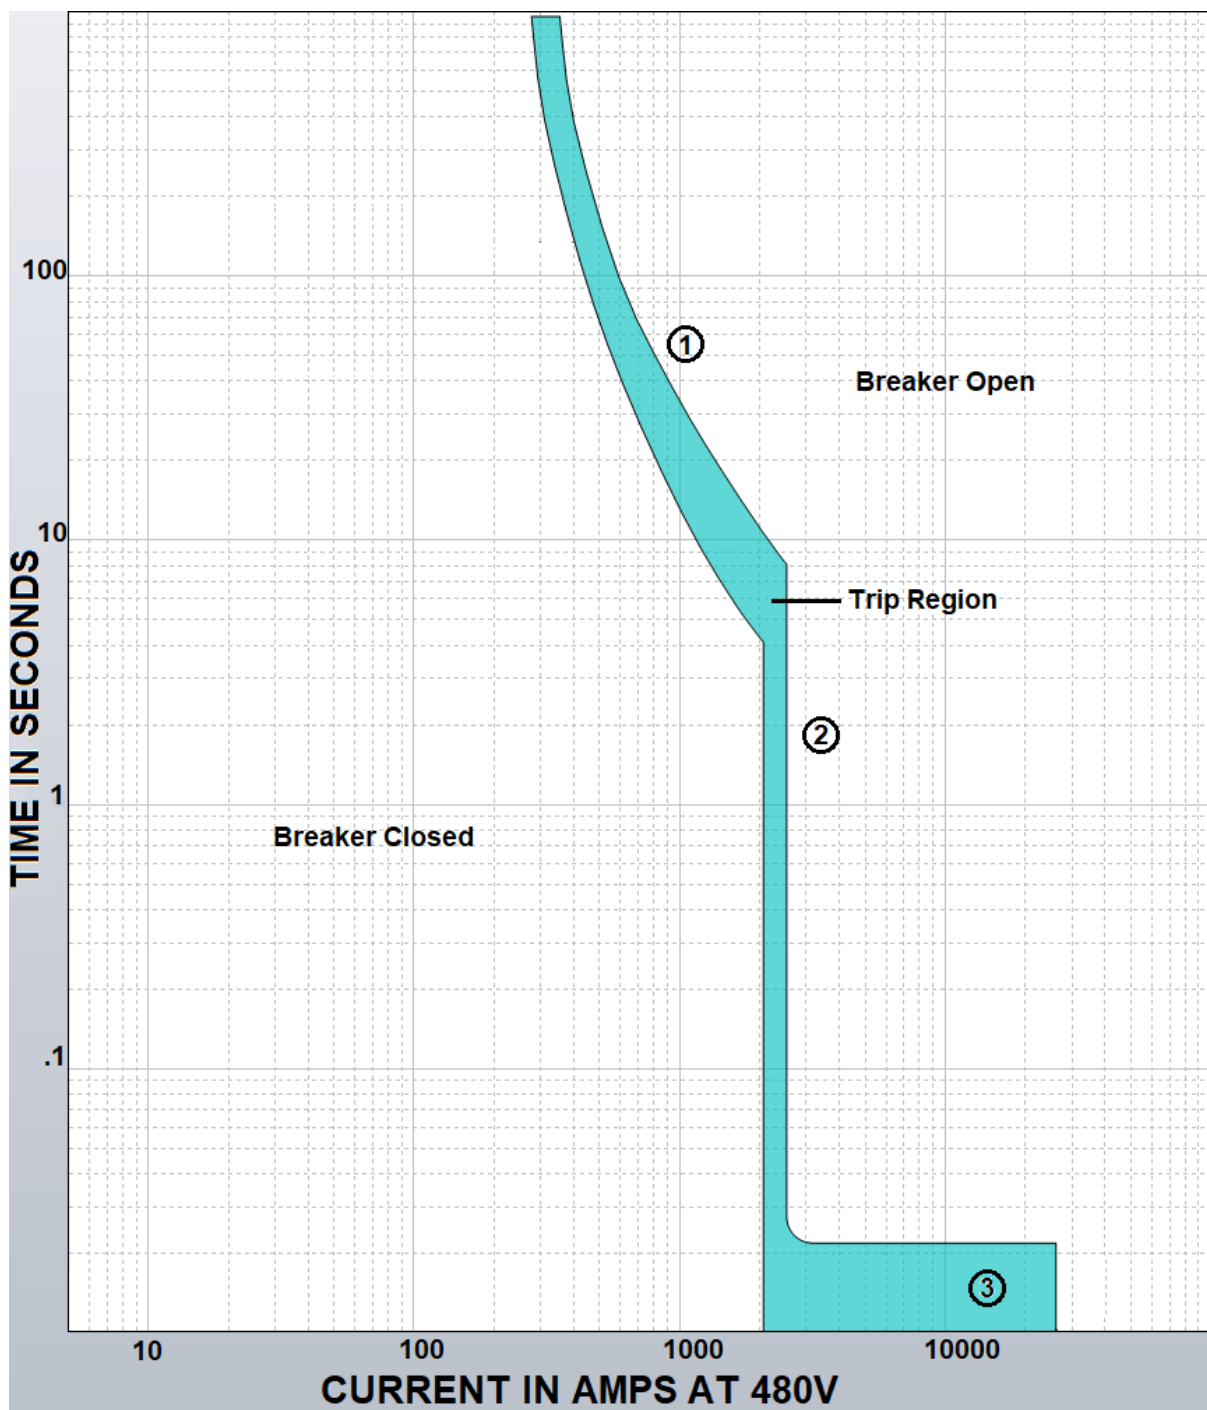 100
1
Breaker Open
10
Trip Region
2
1
Breaker Closed
.1
3
TIME IN SECONDS
10
100
1000
10000
CURRENT IN AMPS AT 480V